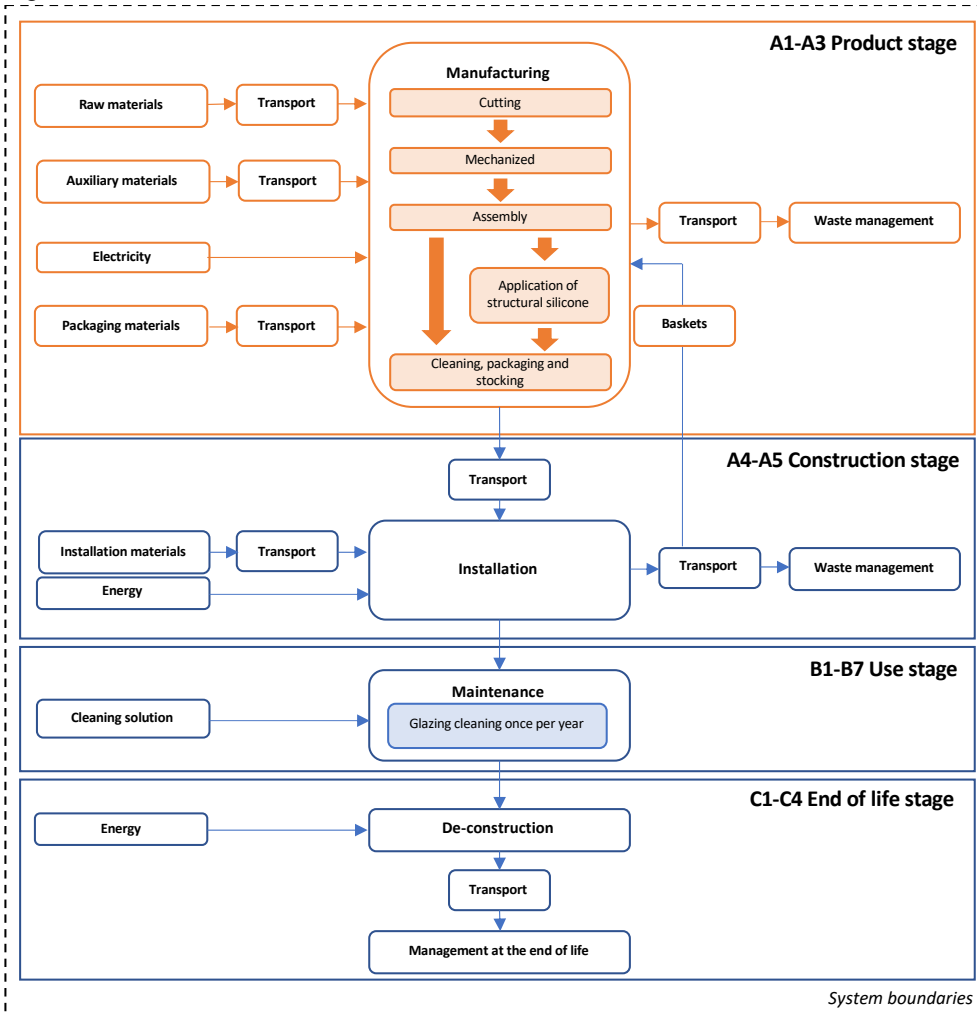 A1-A3 Product stage
Manufacturing
Raw materials
Transport
Cutting
Mechanized
Auxiliary materials
Transport
Assembly
Transport
Waste management
Electricity
Application of
structural silicone
Packaging materials
Transport
Baskets
Cleaning, packaging and
stocking
A4-A5 Construction stage
Transport
Installation materials
Transport
Installation
Transport
Waste management
Energy
B1-B7 Use stage
Maintenance
Cleaning solution
Glazing cleaning once per year
C1-C4 End of life stage
Energy
De-construction
Transport
Management at the end of life
System boundaries